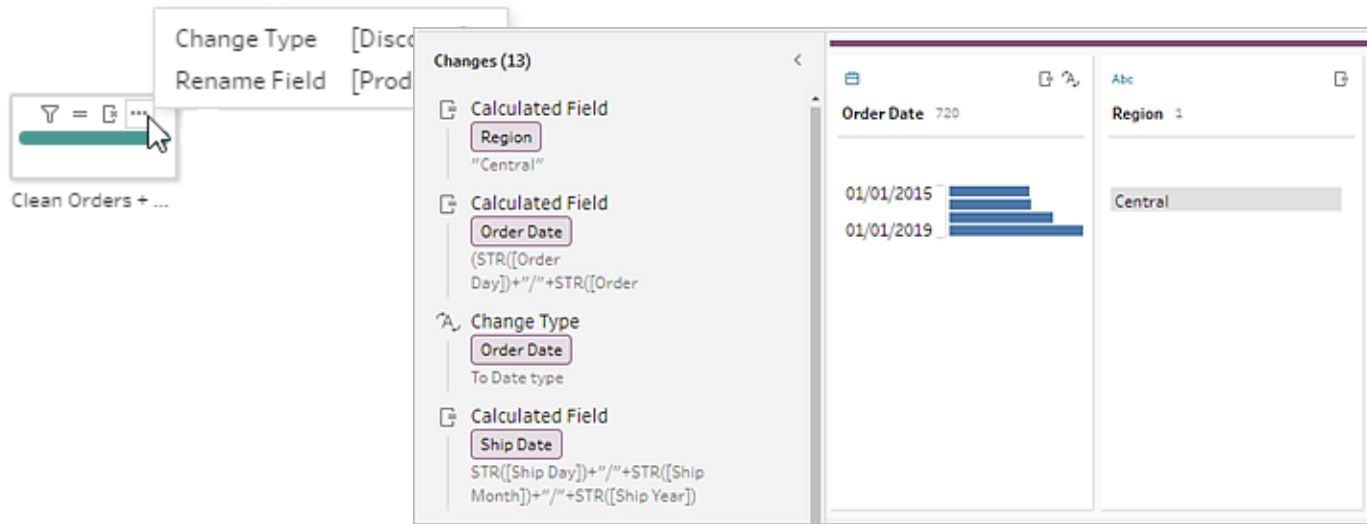 Change Type [Disco
Rename Field [Prod
Clean Orders + ...
Changes (13)
Calculated Field
Region
"Central"
Calculated Field
Order Date
(STR([Order
Day])+"/"+STR([Order
Change Type
Order Date
To Date type
Calculated Field
Ship Date
STR([Ship Day])+"/"+STR([Ship
Month])+"/"+STR([Ship Year])
Order Date 720
01/01/2015
01/01/2019
Abc
Region 1
Central